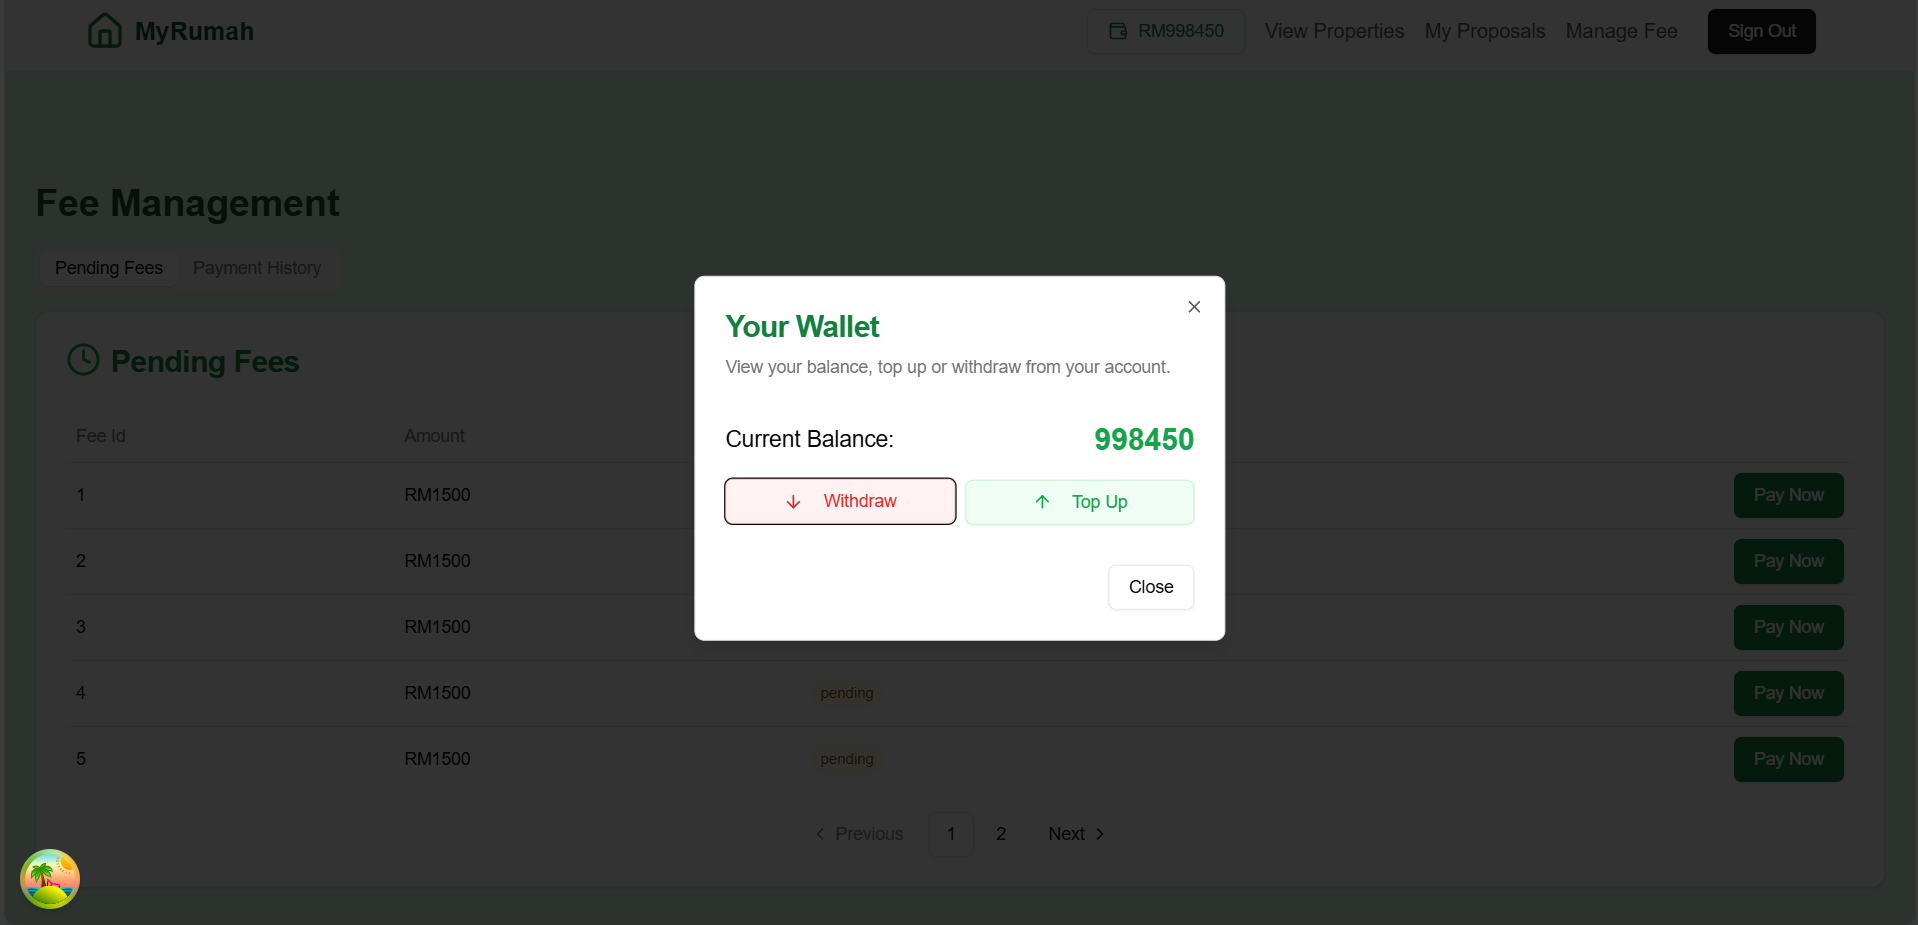 MyRumah
RM998450 View Properties My Proposals Manage Fee Sign Out
Fee Management
Pending Fees Payment History
Pending Fees
Fee Id Amount
1 RM1500 Pay Now
2 RM1500 Pay Now
3 RM1500 Pay Now
4 RM1500 pending Pay Now
5 RM1500 pending Pay Now
Previous 1 2 Next
Your Wallet
View your balance, top up or withdraw from your account.
Current Balance: 998450
Withdraw Top Up
Close